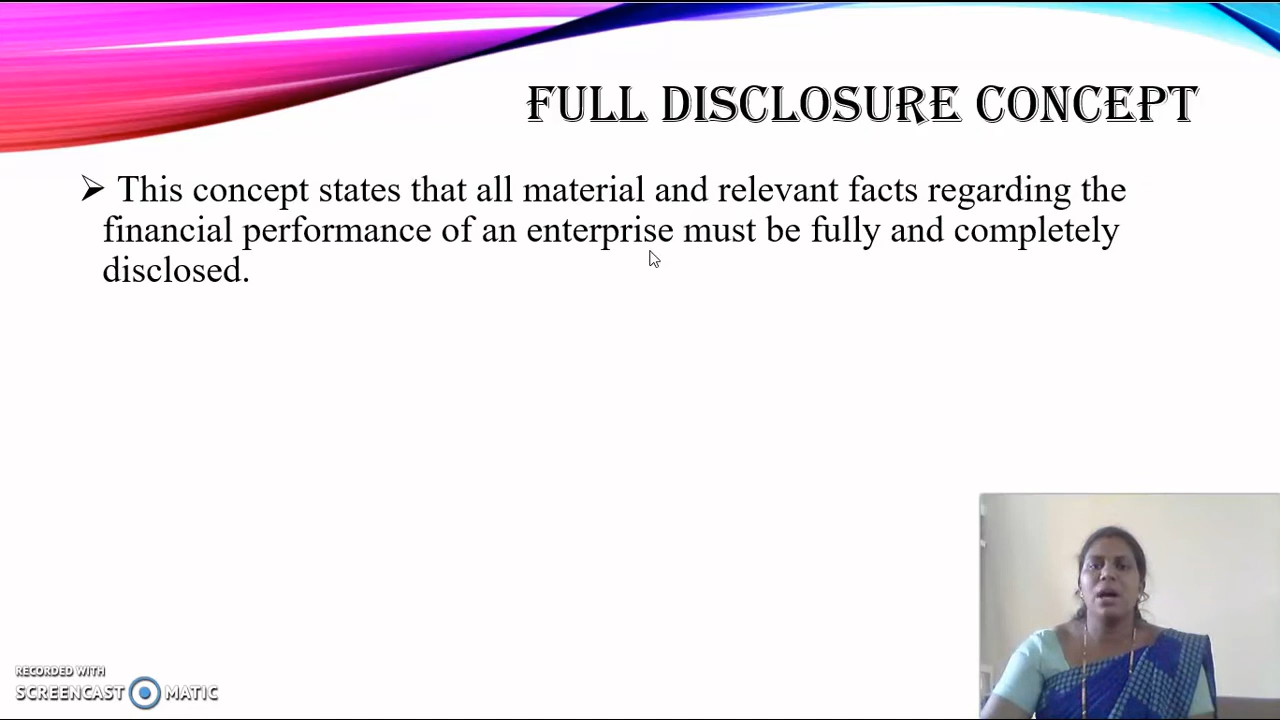 FULL DISCLOSURE CONCEPT
➢ This concept states that all material and relevant facts regarding the
financial performance of an enterprise must be fully and completely
disclosed.
RECORDED WITH
SCREENCAST MATIC